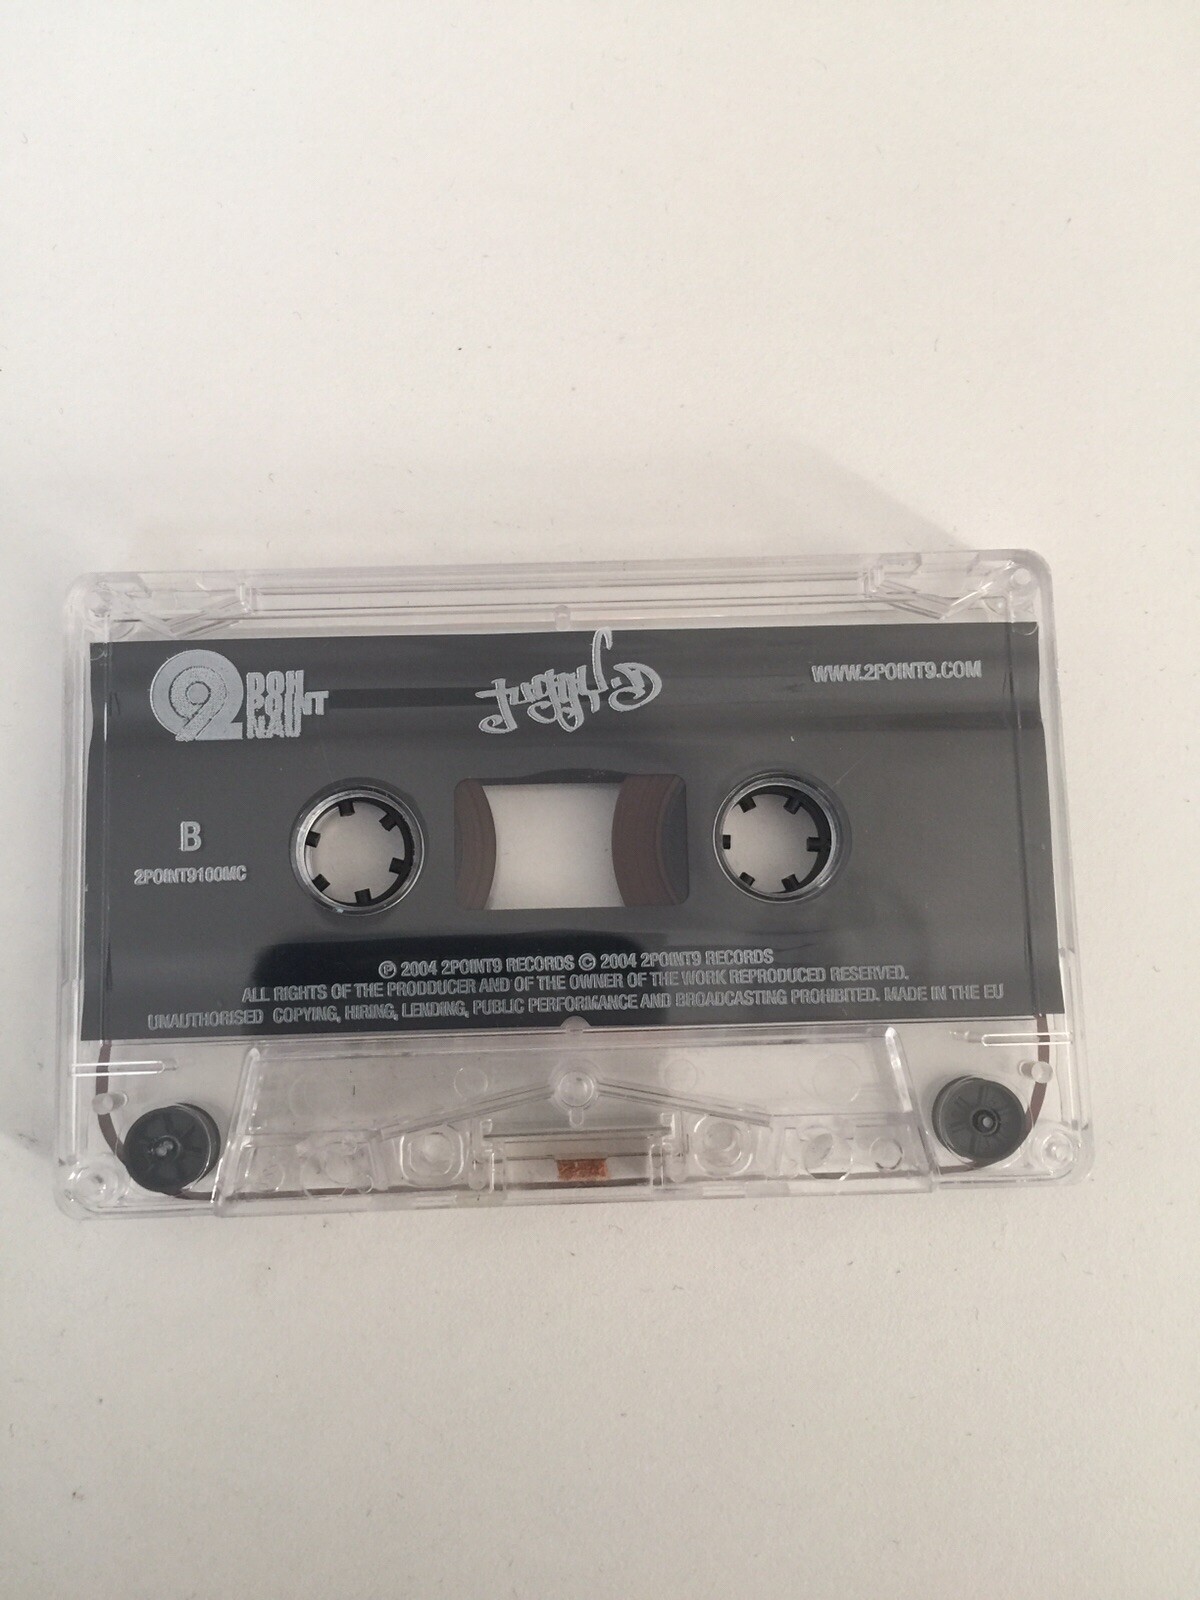 2
9
DOH
POINT
NAU
Juggy.D
WWW.2POINT9.COM
B
2POINT9100MC
Ⓟ 2004 2POINT9 RECORDS © 2004 2POINT9 RECORDS
ALL RIGHTS OF THE PRODDUCER AND OF THE OWNER OF THE WORK REPRODUCED RESERVED.
UNAUTHORISED COPYING, HIRING, LENDING, PUBLIC PERFORMANCE AND BROADCASTING PROHIBITED. MADE IN THE EU